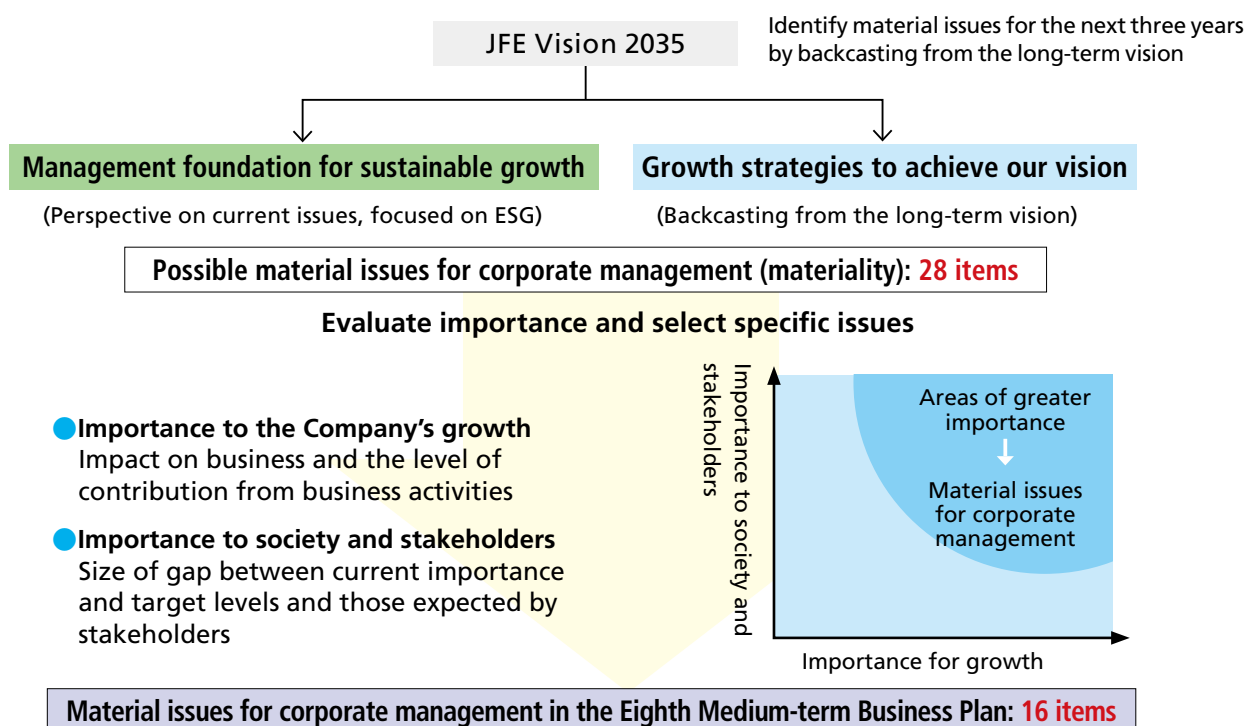 JFE Vision 2035
Identify material issues for the next three years
by backcasting from the long-term vision
Management foundation for sustainable growth
(Perspective on current issues, focused on ESG)
Growth strategies to achieve our vision
(Backcasting from the long-term vision)
Possible material issues for corporate management (materiality): 28 items
Evaluate importance and select specific issues
●Importance to the Company’s growth
Impact on business and the level of
contribution from business activities
●Importance to society and stakeholders
Size of gap between current importance
and target levels and those expected by
stakeholders
Importance to society and
stakeholders
Areas of greater
importance
Material issues
for corporate
management
Importance for growth
Material issues for corporate management in the Eighth Medium-term Business Plan: 16 items